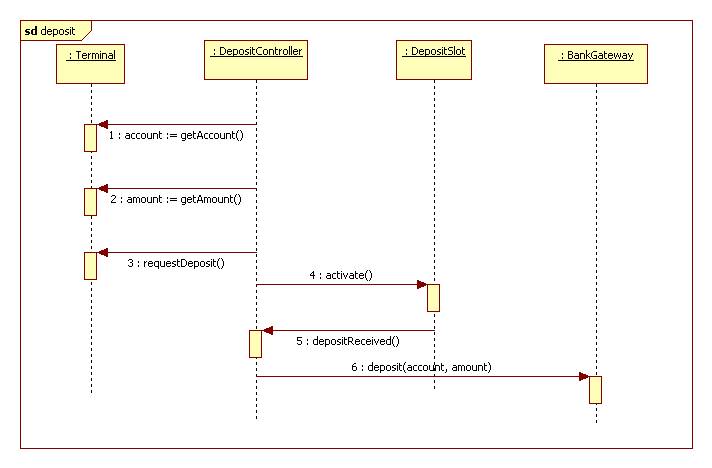 sd deposit
: Terminal
: DepositController
: DepositSlot
: BankGateway
1 : account := getAccount()
2 : amount := getAmount()
3 : requestDeposit()
4 : activate()
5 : depositReceived()
6 : deposit(account, amount)